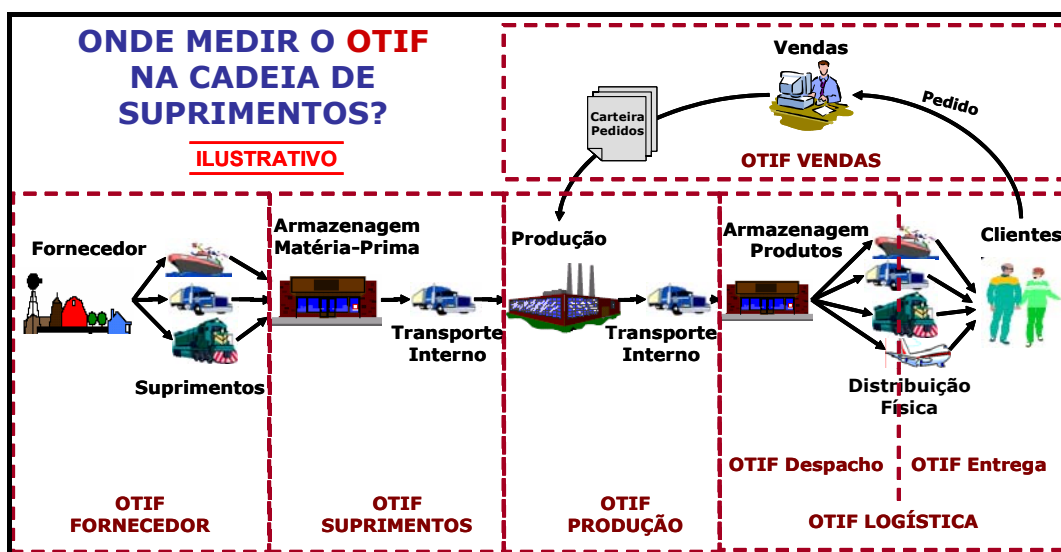 ONDE MEDIR O OTIF
NA CADEIA DE
SUPRIMENTOS?
ILUSTRATIVO
Vendas
Pedido
Carteira
Pedidos
OTIF VENDAS
Fornecedor
Suprimentos
OTIF
FORNECEDOR
Armazenagem
Matéria-Prima
Transporte
Interno
OTIF
SUPRIMENTOS
Produção
Transporte
Interno
OTIF
PRODUÇÃO
Armazenagem
Produtos
Clientes
Distribuição
Física
OTIF Despacho
OTIF Entrega
OTIF LOGÍSTICA